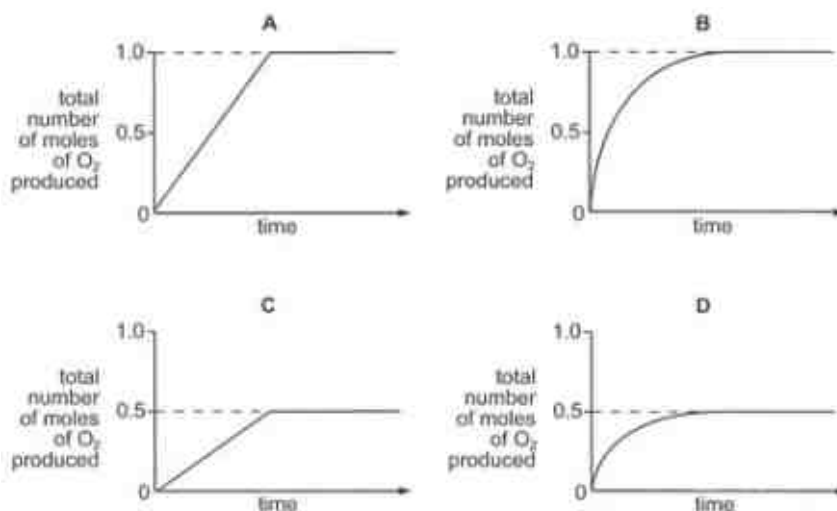 A
1.0
total
number
of moles
of O₂
produced
0.5
0
time
B
1.0
total
number
of moles
of O₂
produced
0.5
0
time
C
1.0
total
number
of moles
of O₂
produced
0.5
0
time
D
1.0
total
number
of moles
of O₂
produced
0.5
0
time